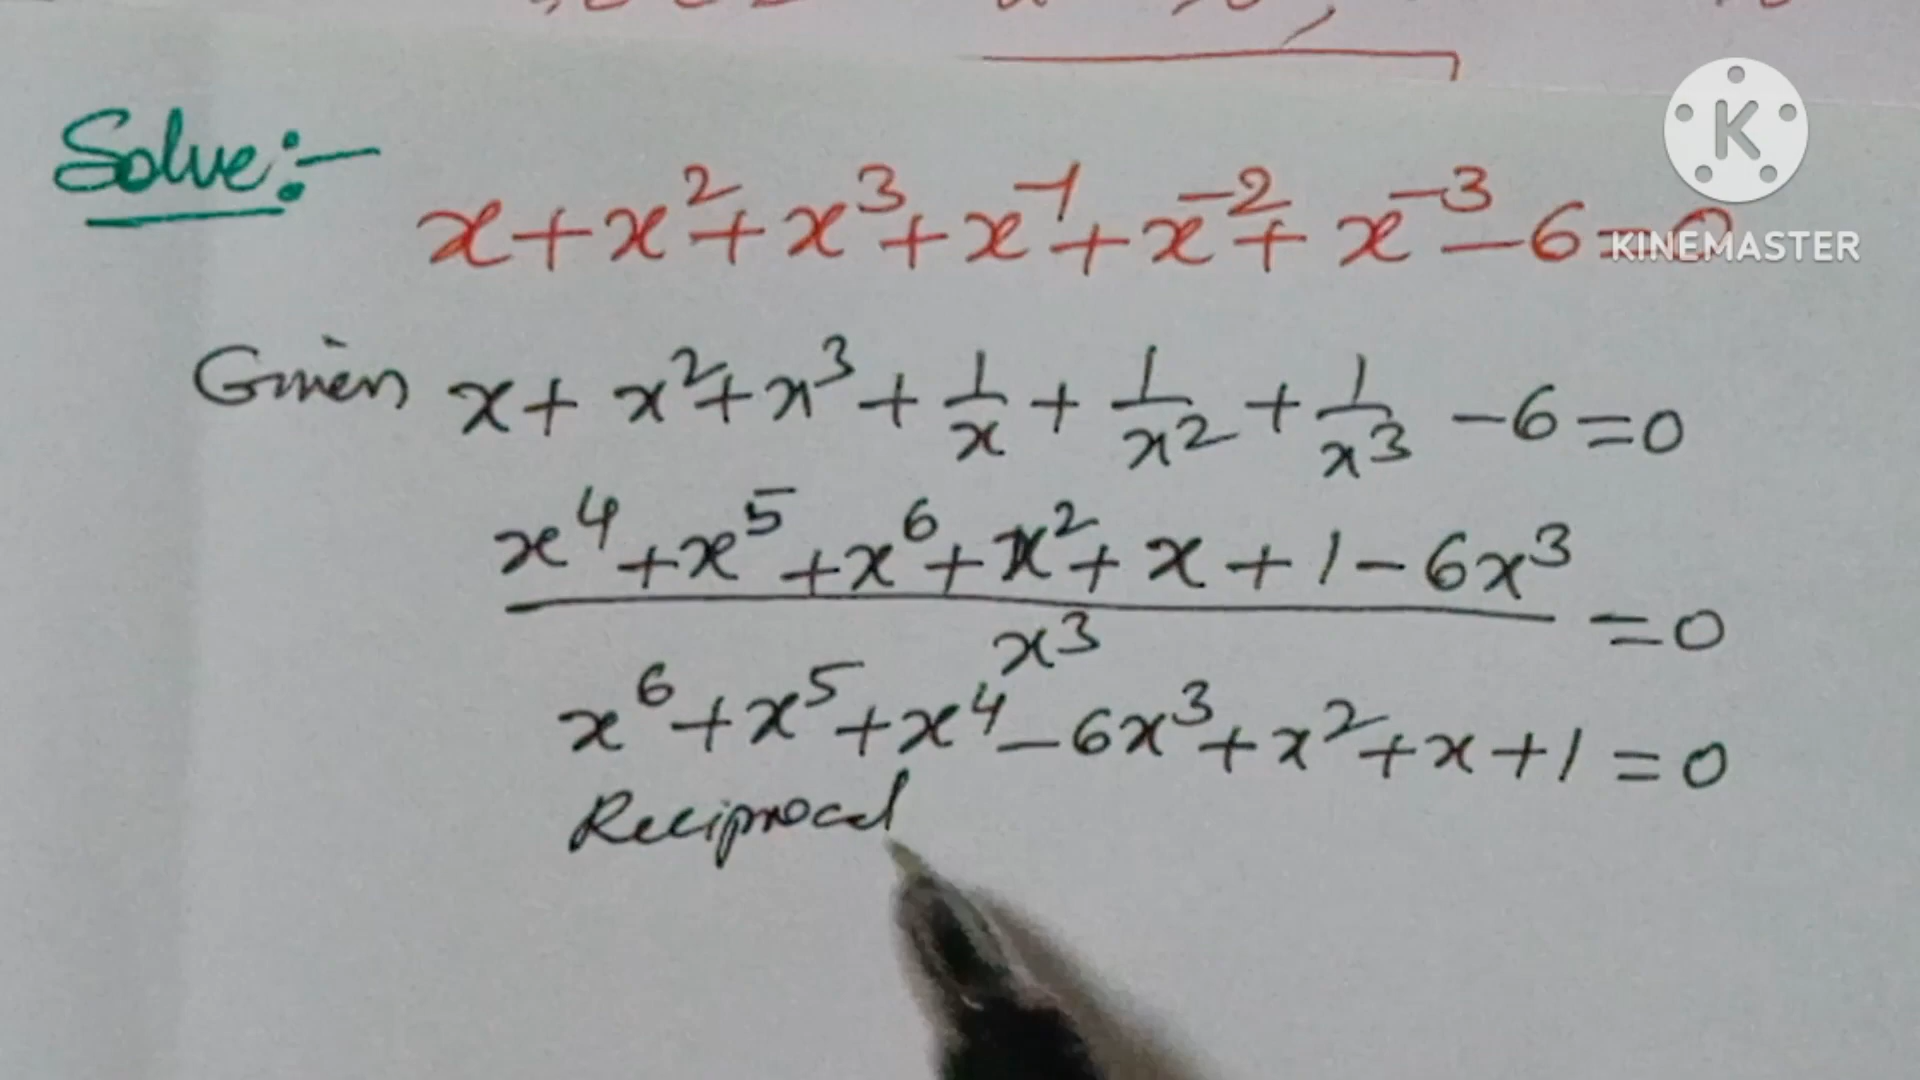 Solve:-
x + x² + x³ + x⁻¹ + x⁻² + x⁻³ - 6 = 0
K
KINEMASTER
Given x + x² + x³ + 1/x + 1/x² + 1/x³ - 6 = 0
x⁴ + x⁵ + x⁶ + x² + x + 1 - 6x³
= 0
x³
x⁶ + x⁵ + x⁴ - 6x³ + x² + x + 1 = 0
Reciprocal